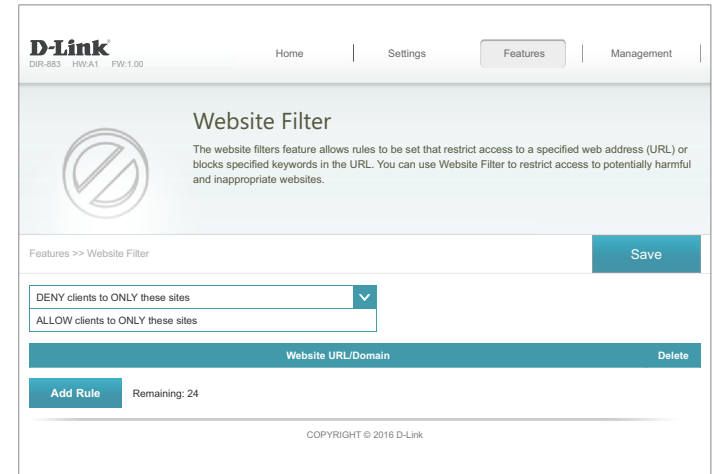 D-Link
DIR-883 HW:A1 FW:1.00
Home Settings Features Management
Website Filter
The website filters feature allows rules to be set that restrict access to a specified web address (URL) or
blocks specified keywords in the URL. You can use Website Filter to restrict access to potentially harmful
and inappropriate websites.
Features >> Website Filter
Save
DENY clients to ONLY these sites
ALLOW clients to ONLY these sites
Website URL/Domain Delete
Add Rule Remaining: 24
COPYRIGHT © 2016 D-Link